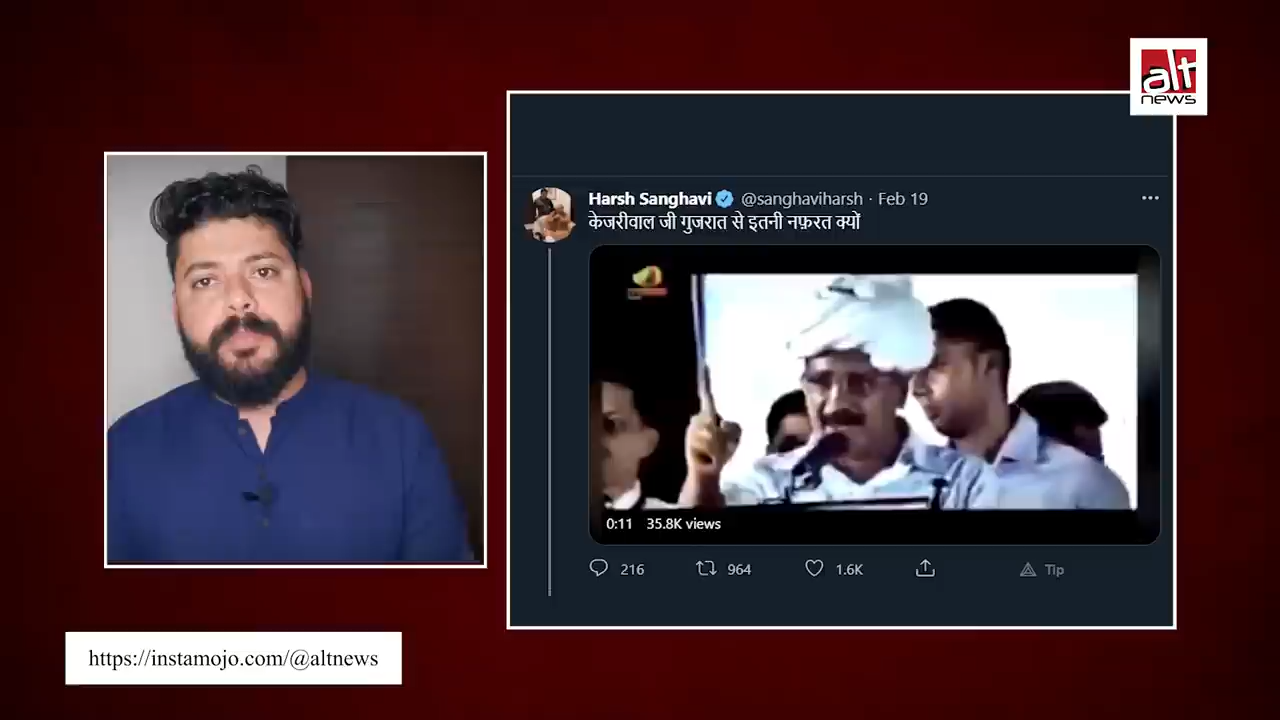 alt
news
Harsh Sanghavi @sanghaviharsh · Feb 19
केजरीवाल जी गुजरात से इतनी नफ़रत क्यों
0:11 35.8K views
216 964 1.6K Tip
https://instamojo.com/@altnews